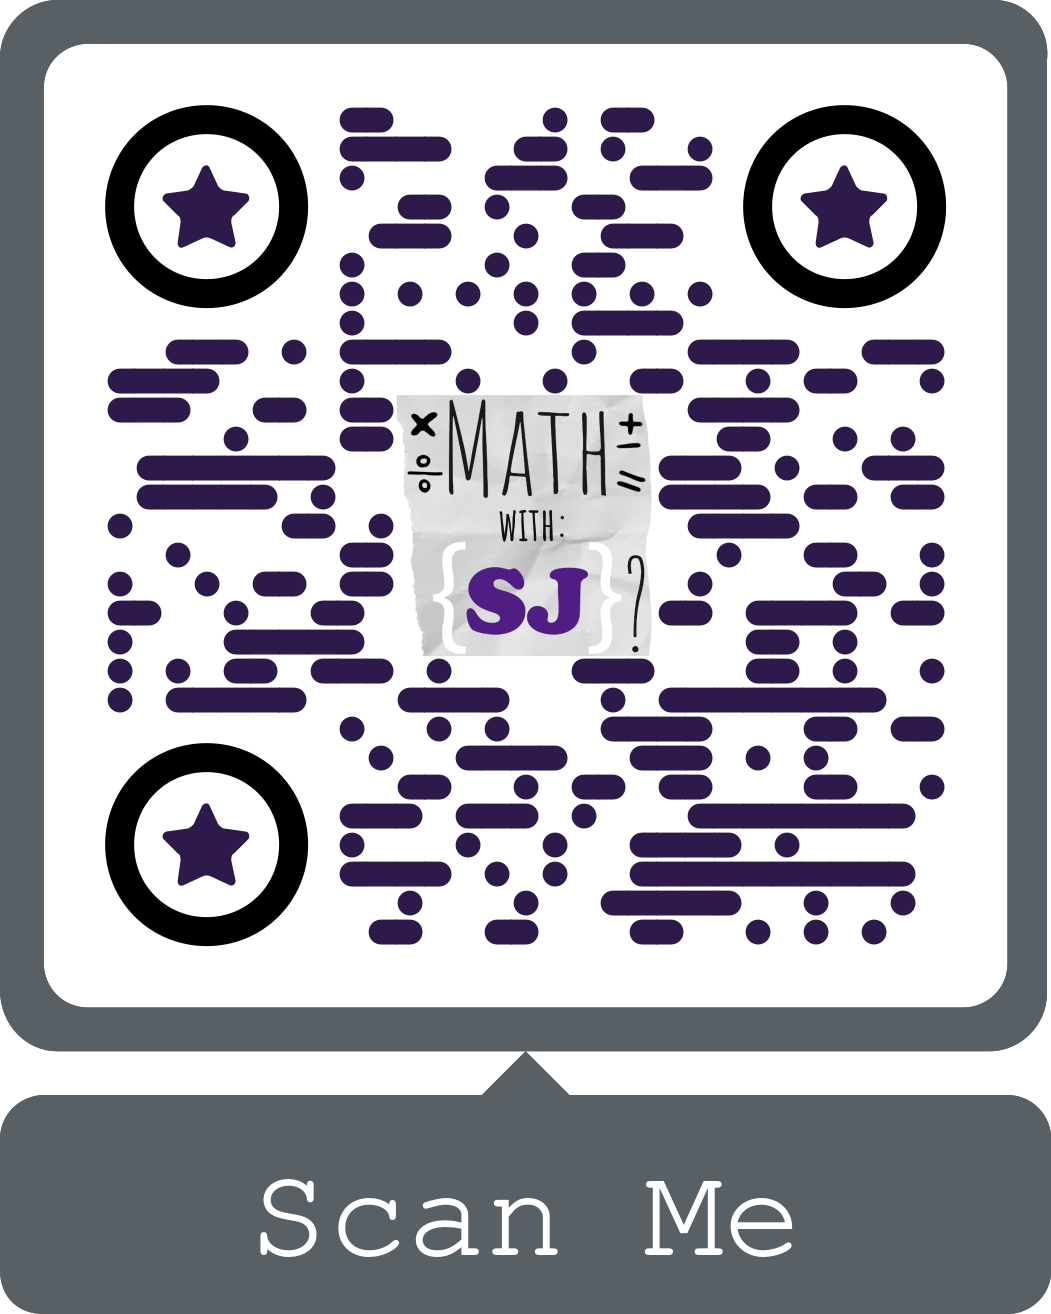 × MATH + −
÷ =
WITH:
{SJ}?
Scan Me